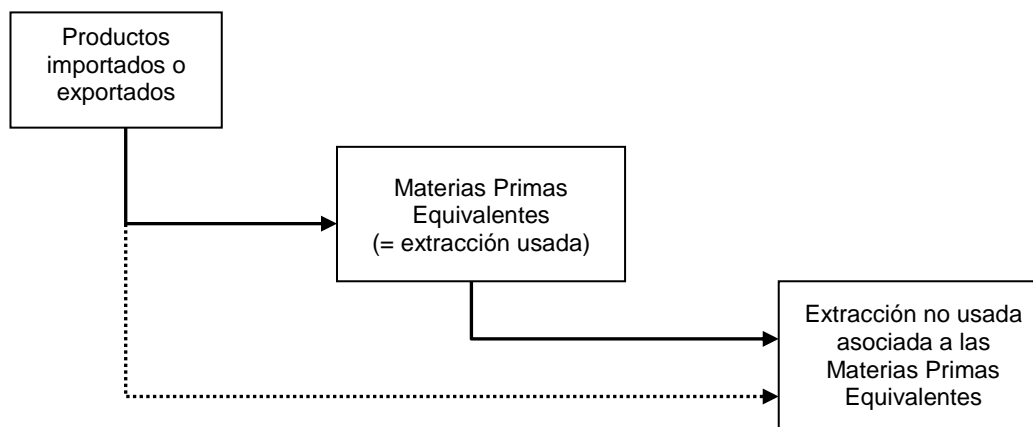 Productos
importados o
exportados
Materias Primas
Equivalentes
(= extracción usada)
Extracción no usada
asociada a las
Materias Primas
Equivalentes